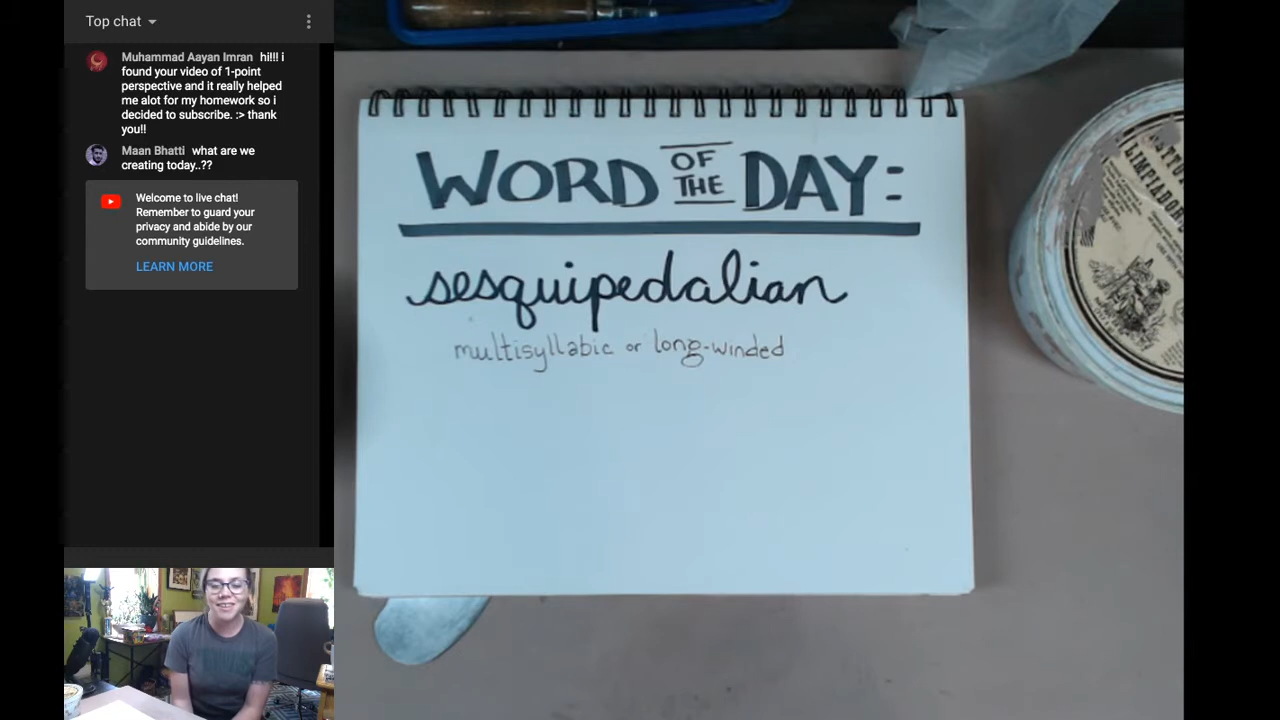 Top chat
Muhammad Aayan Imran hi!!! i
found your video of 1-point
perspective and it really helped
me alot for my homework so i
decided to subscribe. :> thank
you!!
Maan Bhatti what are we
creating today..??
Welcome to live chat!
Remember to guard your
privacy and abide by our
community guidelines.
LEARN MORE
WORD OF THE DAY:
sesquipedalian
multisyllabic or long-winded
LIMPIADOR